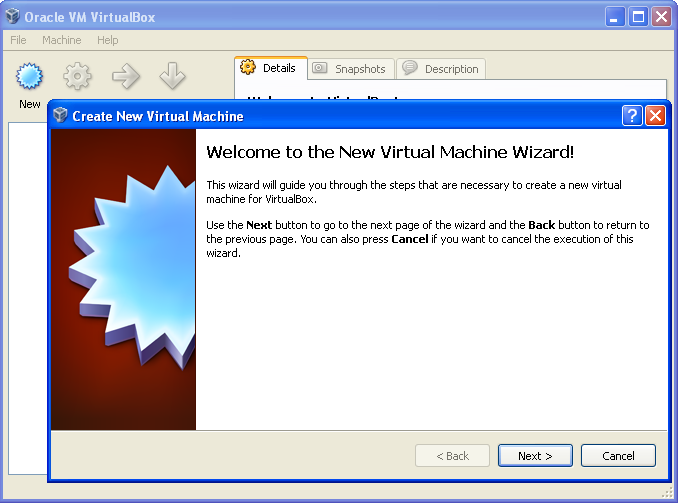 Oracle VM VirtualBox
File Machine Help
Details Snapshots Description
New
Create New Virtual Machine
Welcome to the New Virtual Machine Wizard!
This wizard will guide you through the steps that are necessary to create a new virtual
machine for VirtualBox.
Use the Next button to go to the next page of the wizard and the Back button to return to
the previous page. You can also press Cancel if you want to cancel the execution of this
wizard.
< Back Next > Cancel